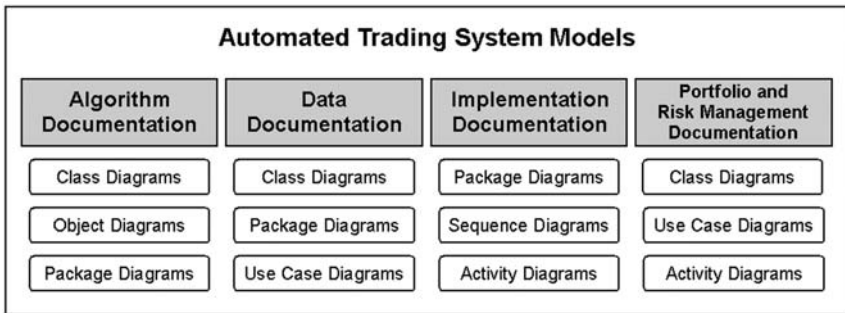 Automated Trading System Models
Algorithm
Documentation
Class Diagrams
Object Diagrams
Package Diagrams
Data
Documentation
Class Diagrams
Package Diagrams
Use Case Diagrams
Implementation
Documentation
Package Diagrams
Sequence Diagrams
Activity Diagrams
Portfolio and
Risk Management
Documentation
Class Diagrams
Use Case Diagrams
Activity Diagrams